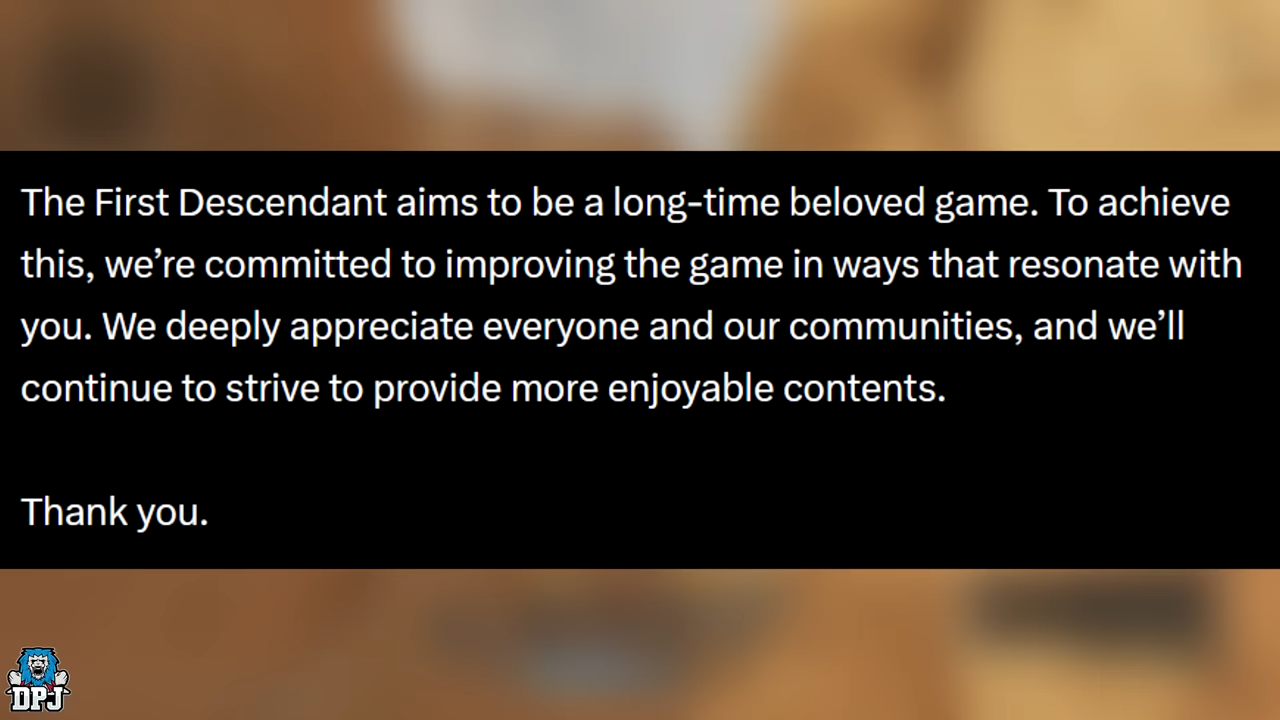 The First Descendant aims to be a long-time beloved game. To achieve
this, we’re committed to improving the game in ways that resonate with
you. We deeply appreciate everyone and our communities, and we’ll
continue to strive to provide more enjoyable contents.
Thank you.
DPJ